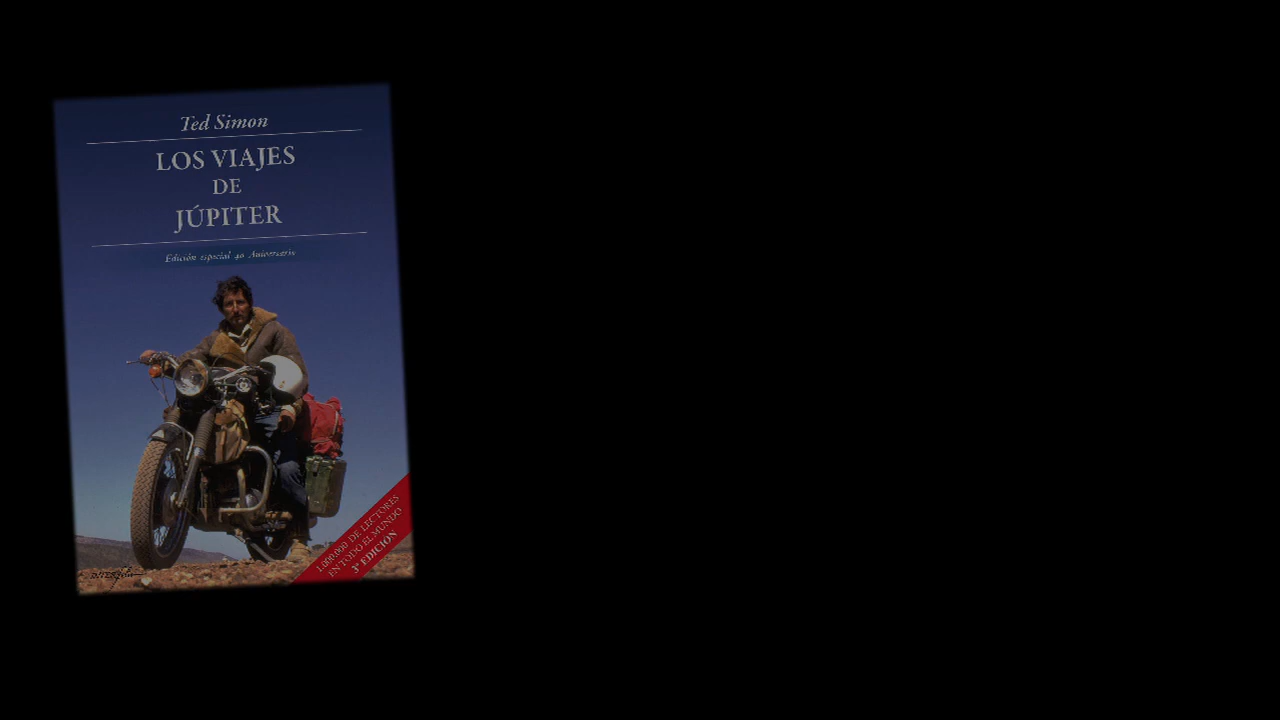 Ted Simon
LOS VIAJES
DE
JÚPITER
Edición especial 40 Aniversario
1.000.000 DE LECTORES
EN TODO EL MUNDO
3ª EDICIÓN